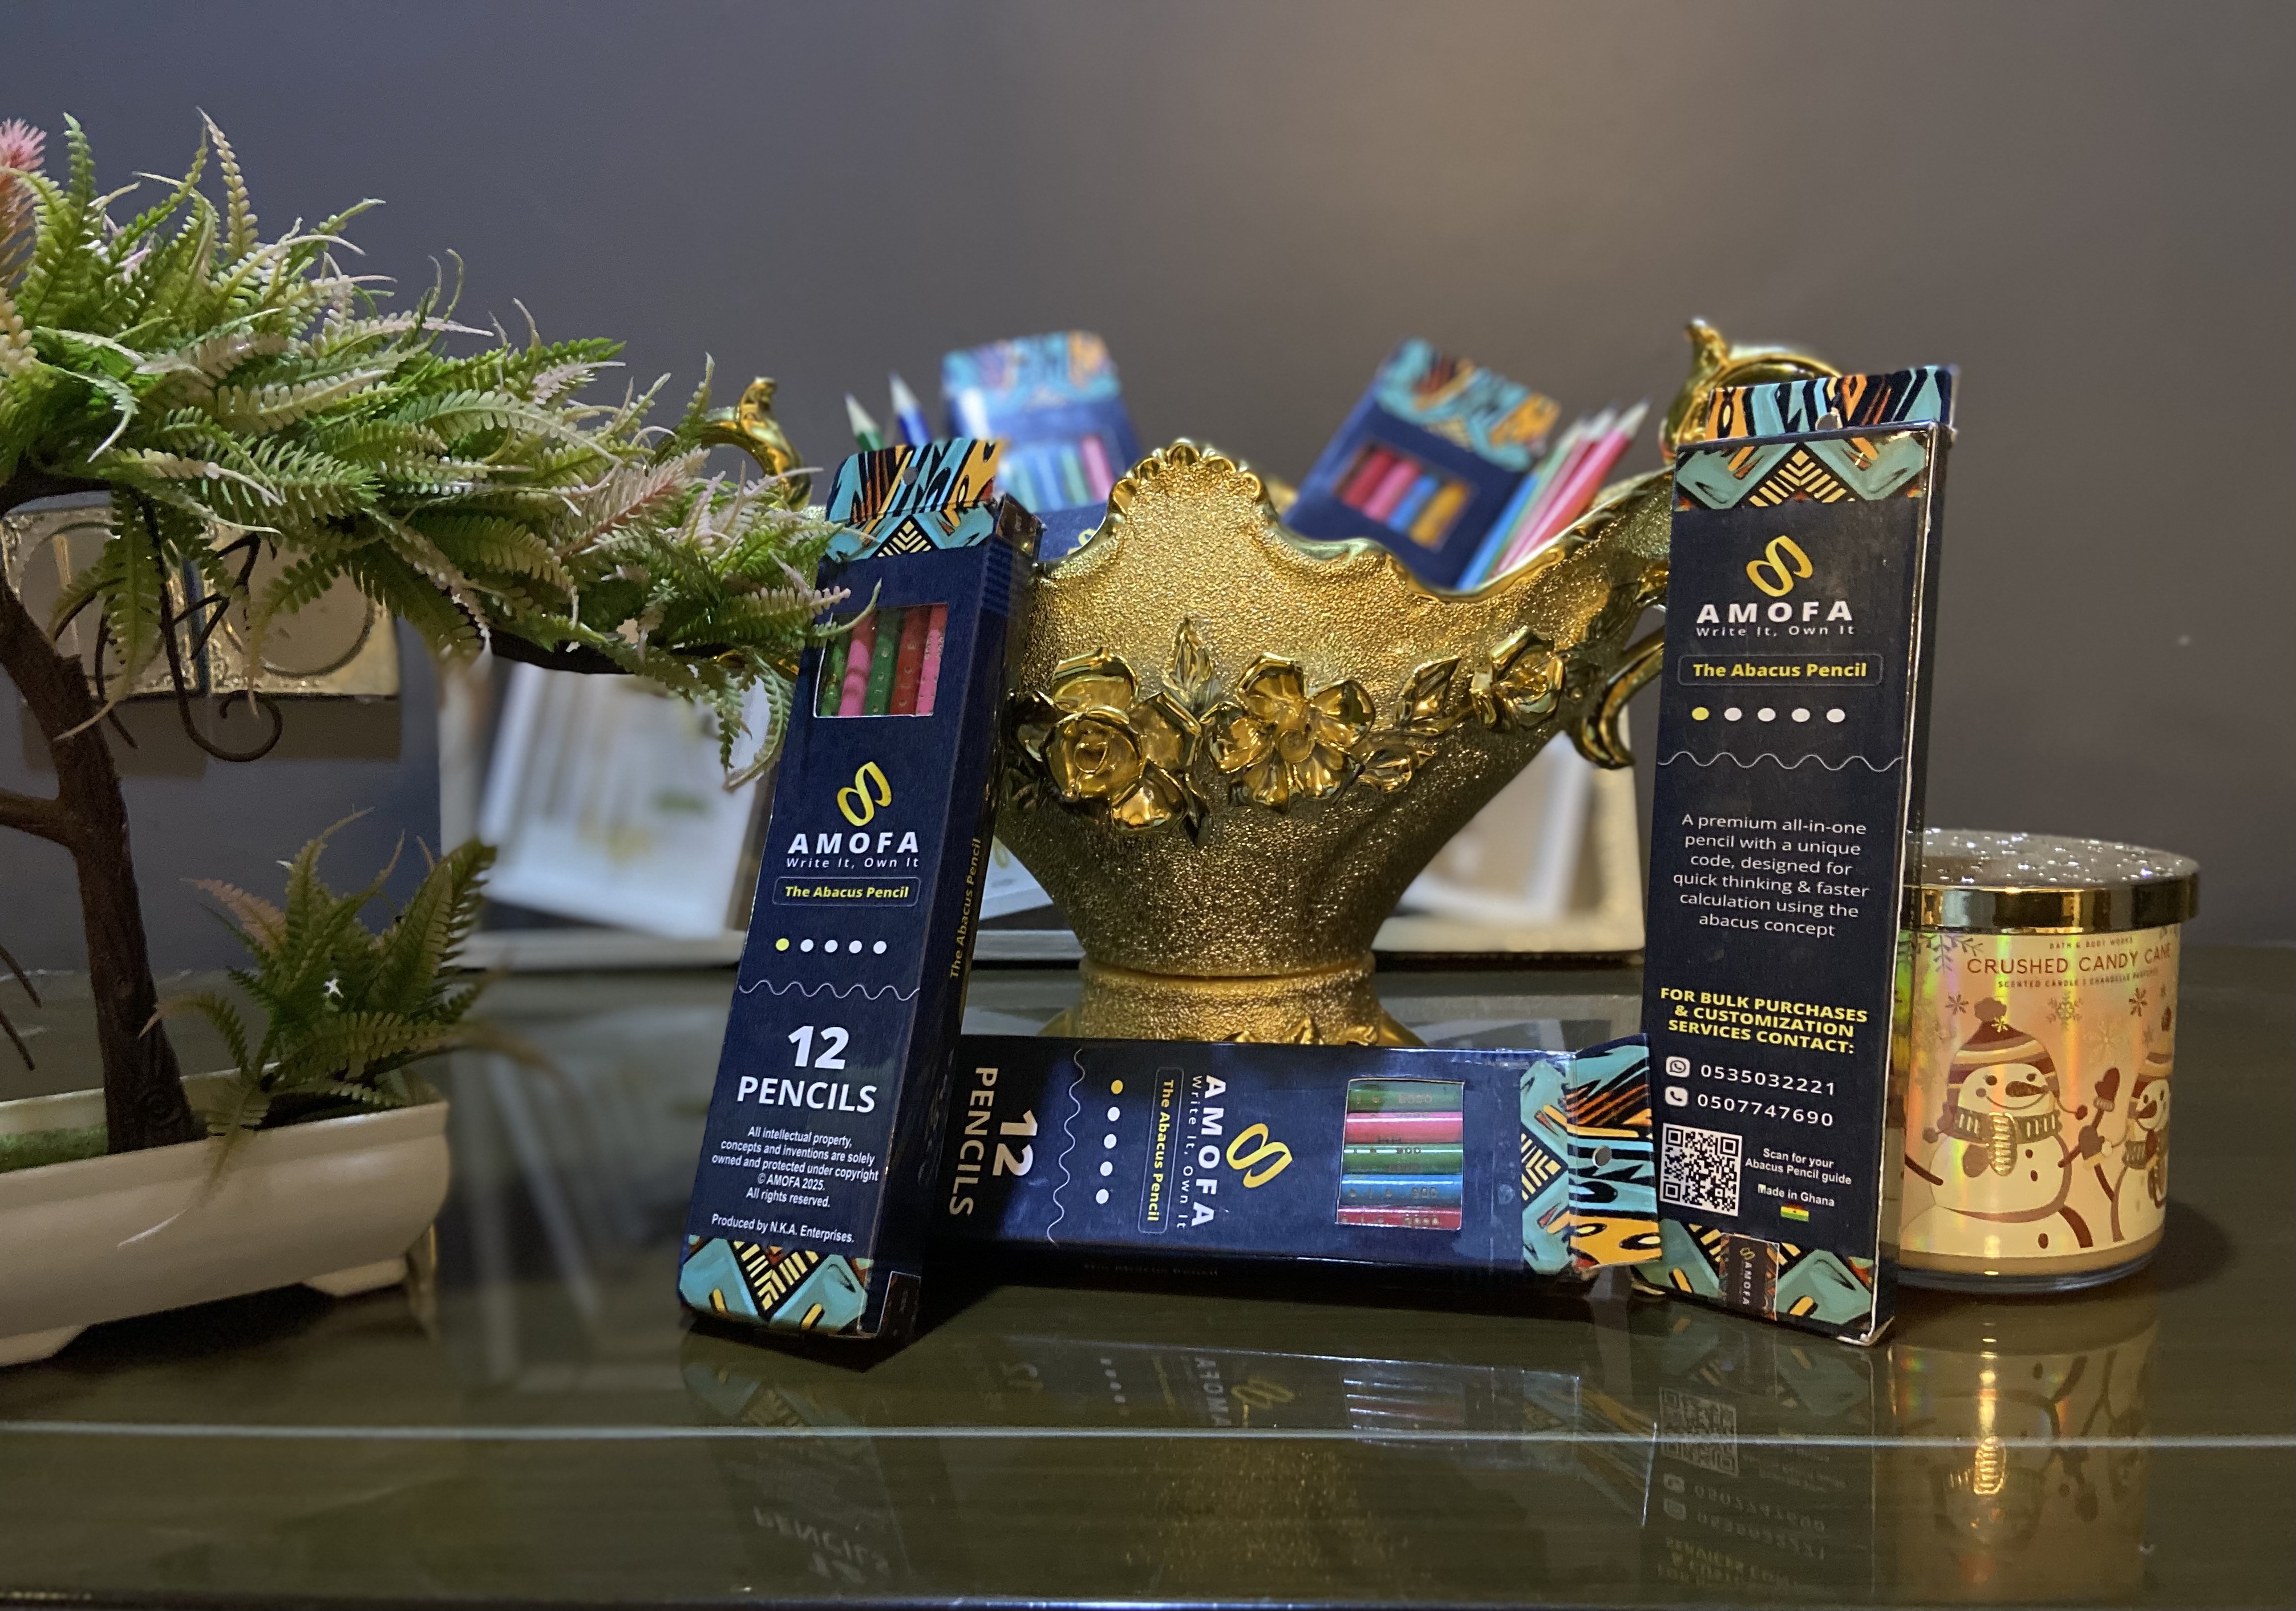 AMOFA
Write It, Own It
The Abacus Pencil
12
PENCILS
All intellectual property,
concepts and inventions are solely
owned and protected under copyright
© AMOFA 2025.
All rights reserved.
Produced by N.K.A. Enterprises.
The Abacus Pencil
AMOFA
Write It, Own It
The Abacus Pencil
12
PENCILS
AMOFA
Write It, Own It
The Abacus Pencil
A premium all-in-one
pencil with a unique
code, designed for
quick thinking & faster
calculation using the
abacus concept
FOR BULK PURCHASES
& CUSTOMIZATION
SERVICES CONTACT:
0535032221
0507747690
Scan for your
Abacus Pencil guide
Made in Ghana
AMOFA
BATH & BODY WORKS
CRUSHED CANDY CANE
SCENTED CANDLE | CHANDELLE PARFUMÉE